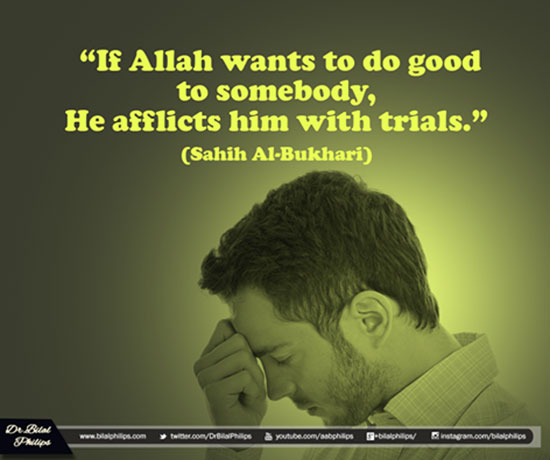 “If Allah wants to do good
to somebody,
He afflicts him with trials.”
(Sahih Al-Bukhari)
Dr.Bilal
Philips
www.bilalphilips.com
twitter.com/DrBilalPhilips
youtube.com/aabphilips
g+ +bilalphilips/
instagram.com/bilalphilips